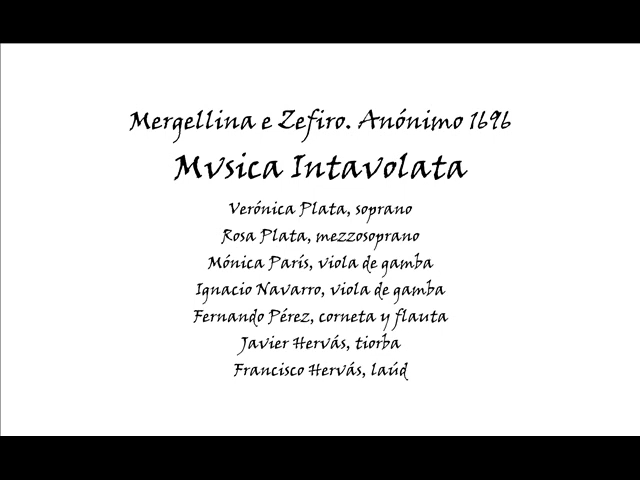 Mergellina e Zefiro. Anónimo 1696
Mvsica Intavolata
Verónica Plata, soprano
Rosa Plata, mezzosoprano
Mónica París, viola de gamba
Ignacio Navarro, viola de gamba
Fernando Pérez, corneta y flauta
Javier Hervás, tiorba
Francisco Hervás, laúd